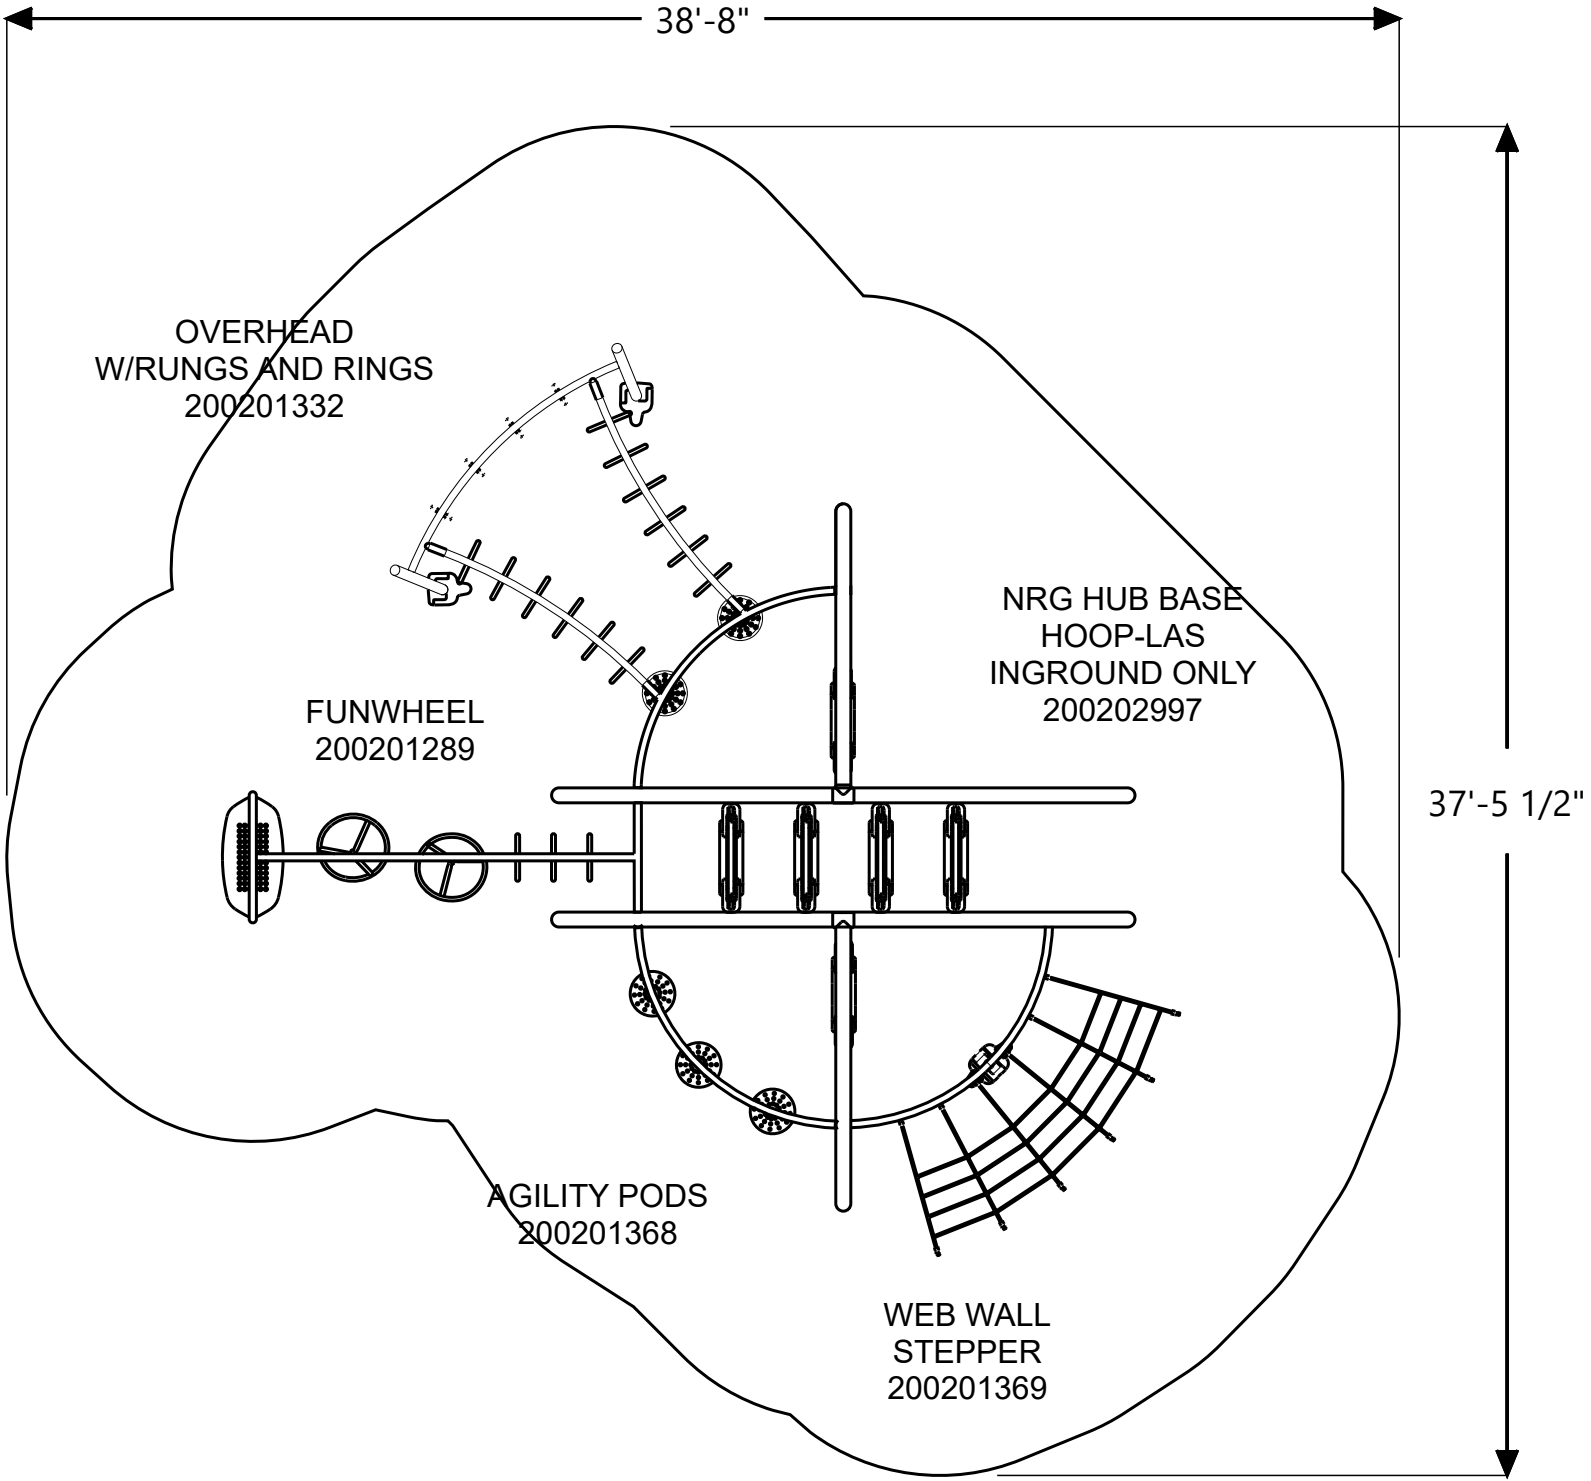 38'-8"
OVERHEAD
W/RUNGS AND RINGS
200201332
NRG HUB BASE
HOOP-LAS
INGROUND ONLY
200202997
FUNWHEEL
200201289
37'-5 1/2"
AGILITY PODS
200201368
WEB WALL
STEPPER
200201369